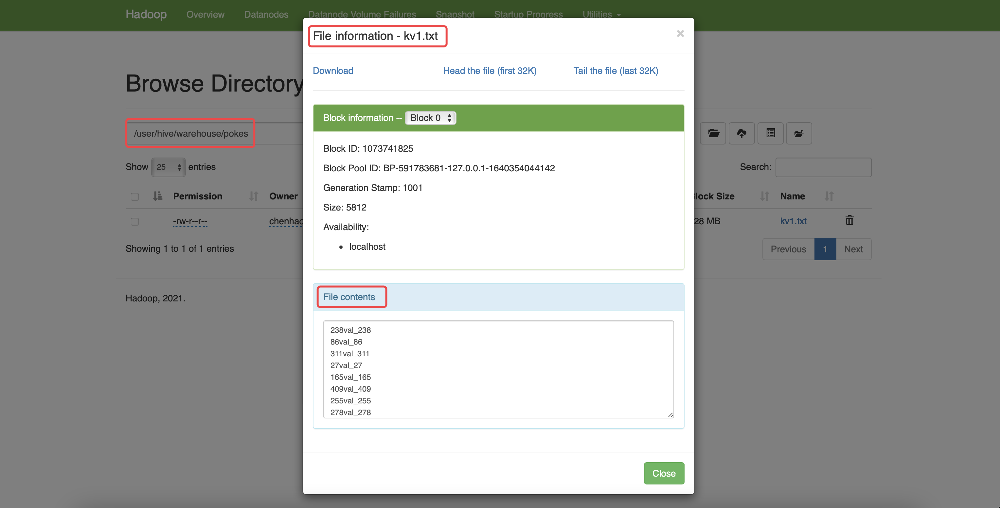 Hadoop Overview Datanodes Datanode Volume Failures Snapshot Startup Progress Utilities
File information - kv1.txt
×
Download Head the file (first 32K) Tail the file (last 32K)
Browse Directory
Block information -- Block 0
/user/hive/warehouse/pokes
Block ID: 1073741825
Block Pool ID: BP-591783681-127.0.0.1-1640354044142
Generation Stamp: 1001
Size: 5812
Availability:
localhost
Show 25 entries
Search:
Permission Owner lock Size Name
-rw-r--r-- 28 MB kv1.txt
Showing 1 to 1 of 1 entries
Previous 1 Next
Hadoop, 2021.
File contents
238val_238
86val_86
311val_311
27val_27
165val_165
409val_409
255val_255
278val_278
Close